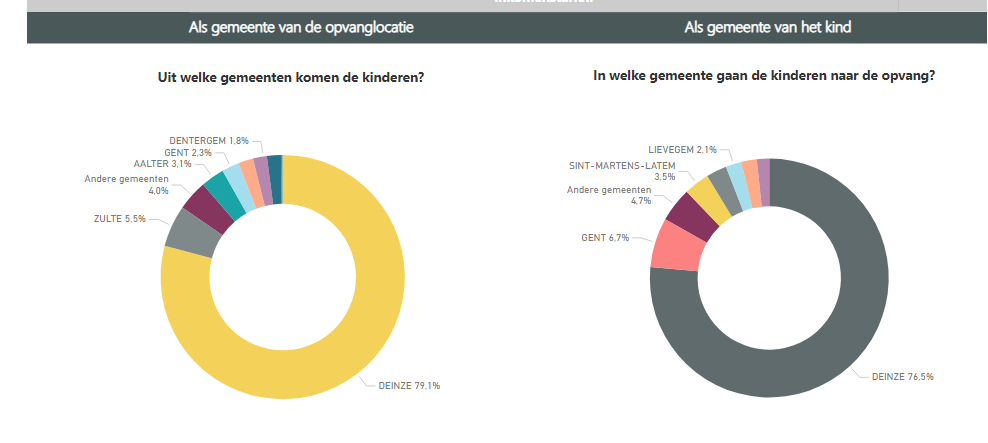 Als gemeente van de opvanglocatie
Als gemeente van het kind
Uit welke gemeenten komen de kinderen?
DENTERGEM 1,8%
GENT 2,3%
AALTER 3,1%
Andere gemeenten
4,0%
ZULTE 5,5%
DEINZE 79,1%
In welke gemeente gaan de kinderen naar de opvang?
LIEVEGEM 2,1%
SINT-MARTENS-LATEM
3,5%
Andere gemeenten
4,7%
GENT 6,7%
DEINZE 76,5%